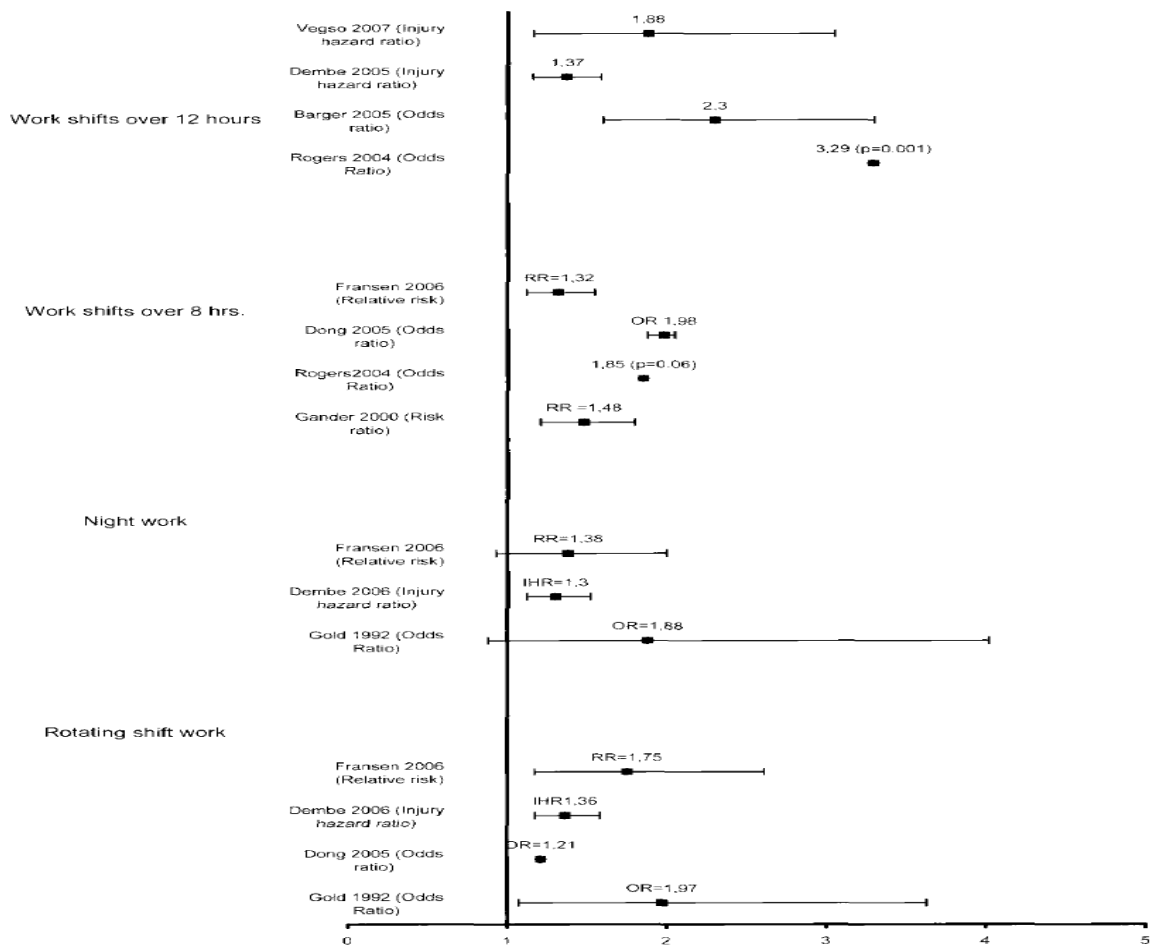 Vegso 2007 (Injury
hazard ratio)
1,88
Dembe 2005 (Injury
hazard ratio)
1,37
Work shifts over 12 hours
Barger 2005 (Odds
ratio)
2,3
Rogers 2004 (Odds
Ratio)
3,29 (p=0.001)
Work shifts over 8 hrs.
Fransen 2006
(Relative risk)
RR=1,32
Dong 2005 (Odds
ratio)
OR 1,98
Rogers2004 (Odds
Ratio)
1,85 (p=0.06)
Gander 2000 (Risk
ratio)
RR =1,48
Night work
Fransen 2006
(Relative risk)
RR=1,38
Dembe 2006 (Injury
hazard ratio)
IHR=1,3
Gold 1992 (Odds
Ratio)
OR=1,88
Rotating shift work
Fransen 2006
(Relative risk)
RR=1,75
Dembe 2006 (Injury
hazard ratio)
IHR1,36
Dong 2005 (Odds
ratio)
OR=1,21
Gold 1992 (Odds
Ratio)
OR=1,97
0 1 2 3 4 5